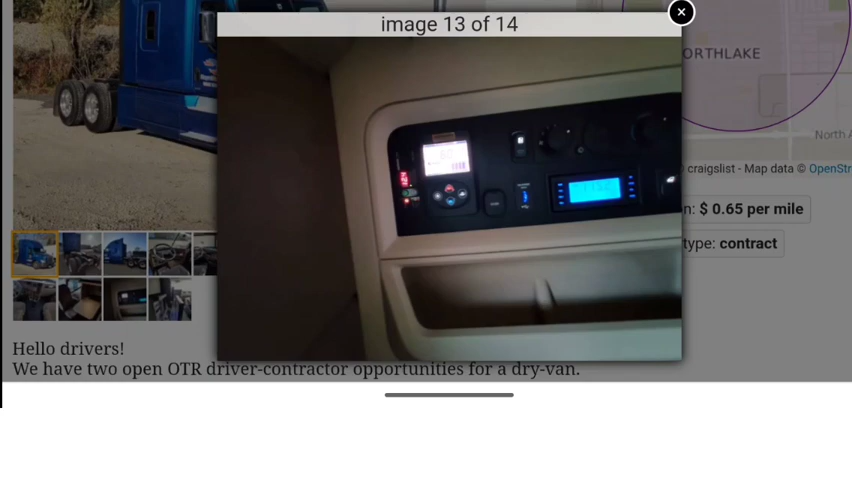 image 13 of 14
ORTHLAKE
North A
craigslist - Map data © OpenStr
n: $ 0.65 per mile
type: contract
Hello drivers!
We have two open OTR driver-contractor opportunities for a dry-van.